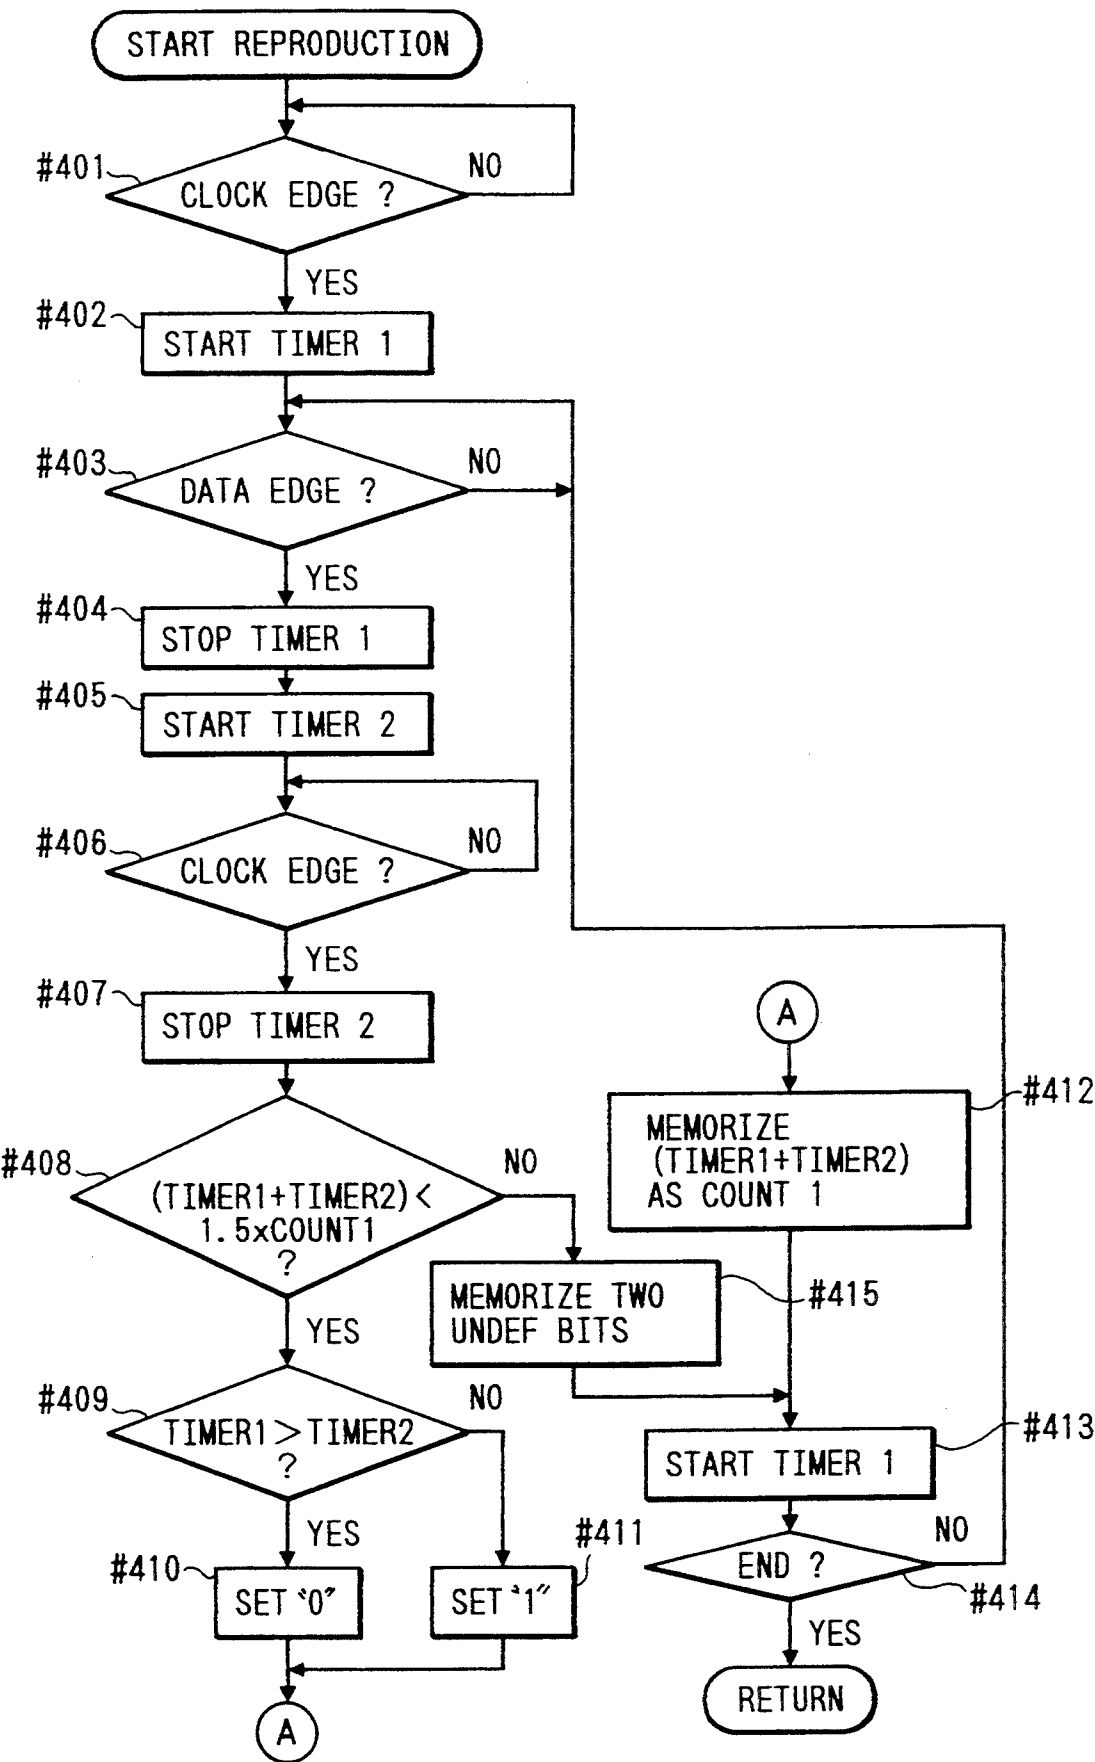 START REPRODUCTION
#401
CLOCK EDGE ?
NO
YES
#402
START TIMER 1
#403
DATA EDGE ?
NO
YES
#404
STOP TIMER 1
#405
START TIMER 2
#406
CLOCK EDGE ?
NO
YES
#407
STOP TIMER 2
#408
(TIMER1+TIMER2)<
1.5xCOUNT1
?
NO
YES
#415
MEMORIZE TWO
UNDEF BITS
#409
TIMER1>TIMER2
?
NO
YES
#410
SET "0"
#411
SET "1"
A
A
#412
MEMORIZE
(TIMER1+TIMER2)
AS COUNT 1
#413
START TIMER 1
END ?
NO
#414
YES
RETURN